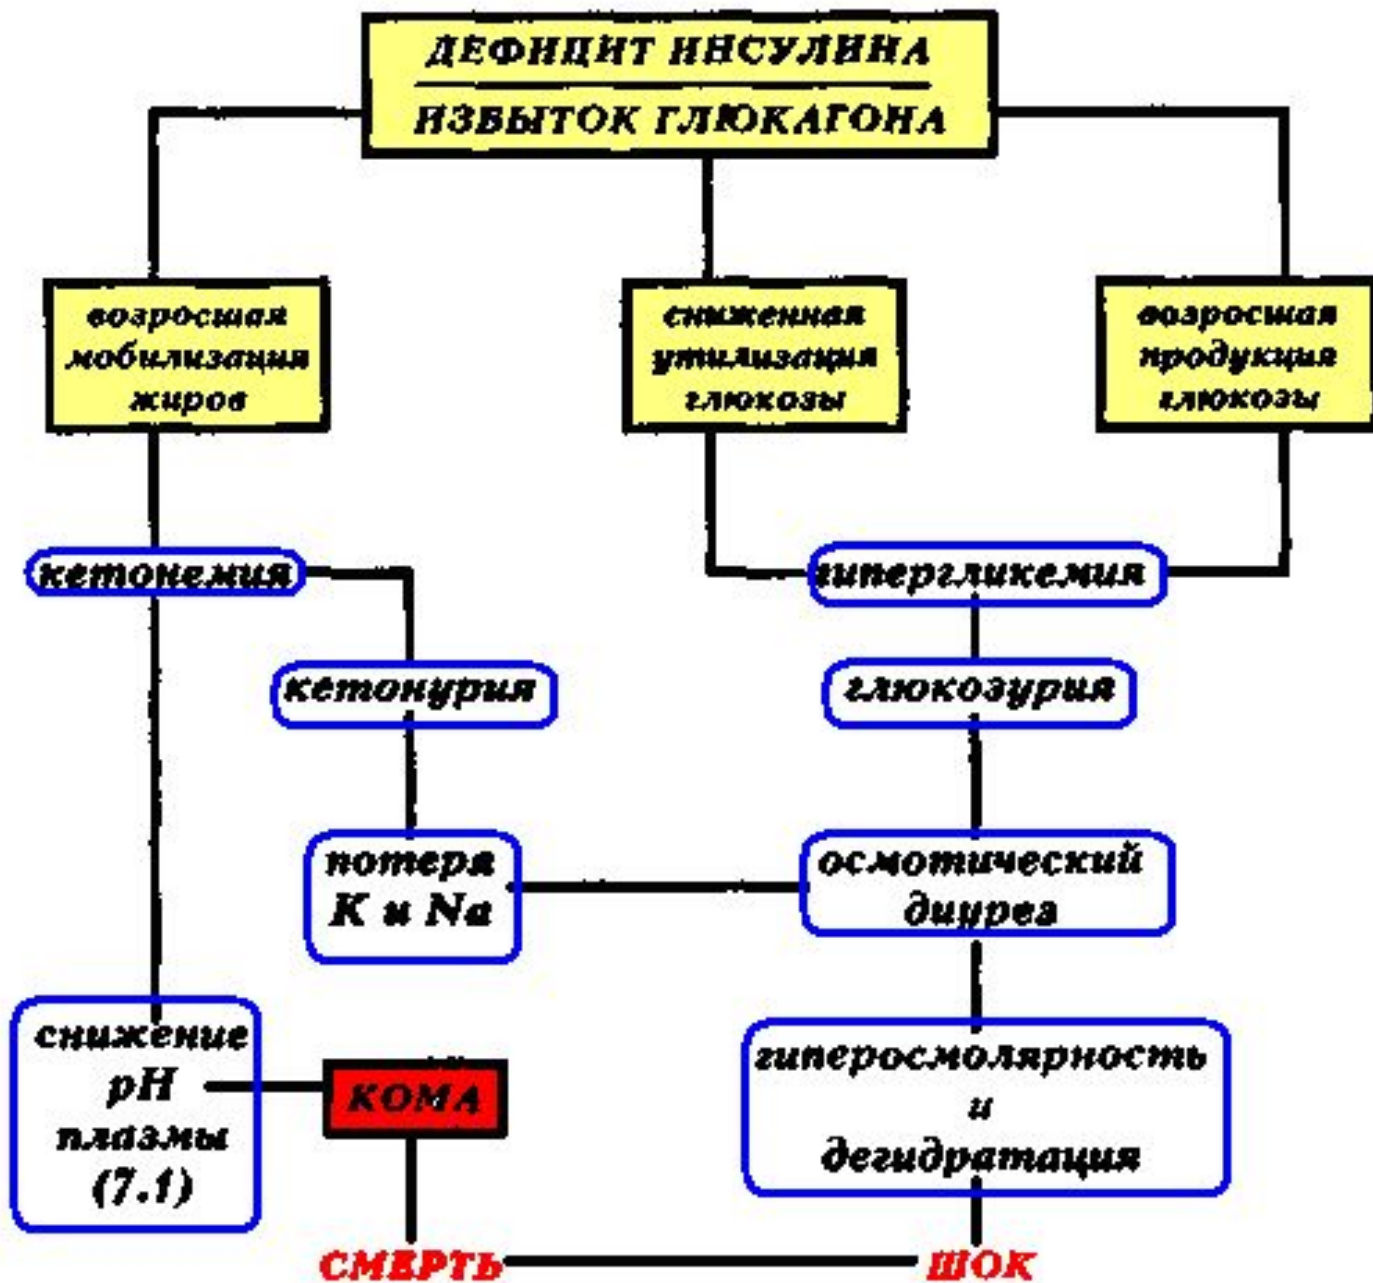 ДЕФИЦИТ ИНСУЛИНА
ИЗБЫТОК ГЛЮКАГОНА
возросшая
мобилизация
жиров
сниженная
утилизация
глюкозы
возросшая
продукция
глюкозы
кетонемия
гипергликемия
кетонурия
глюкозурия
потеря
K и Na
осмотический
диурез
снижение
pH
плазмы
(7.1)
КОМА
гиперосмолярность
и
дегидратация
СМЕРТЬ
ШОК